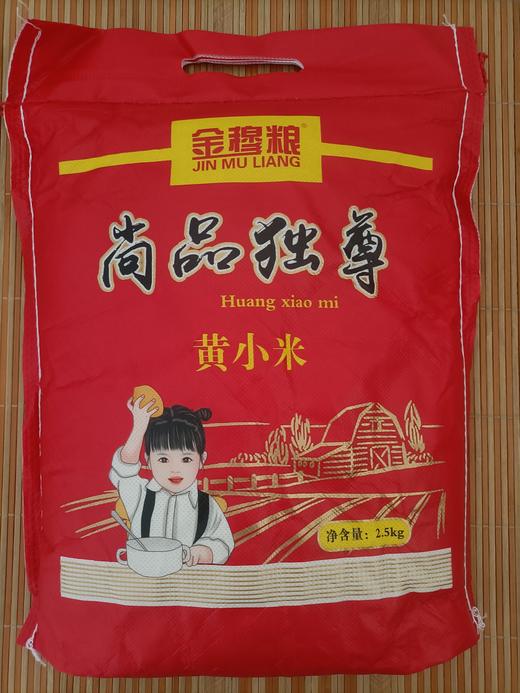 金穆粮®
JIN MU LIANG
尚品独尊
Huang xiao mi
黄小米
净含量：2.5kg